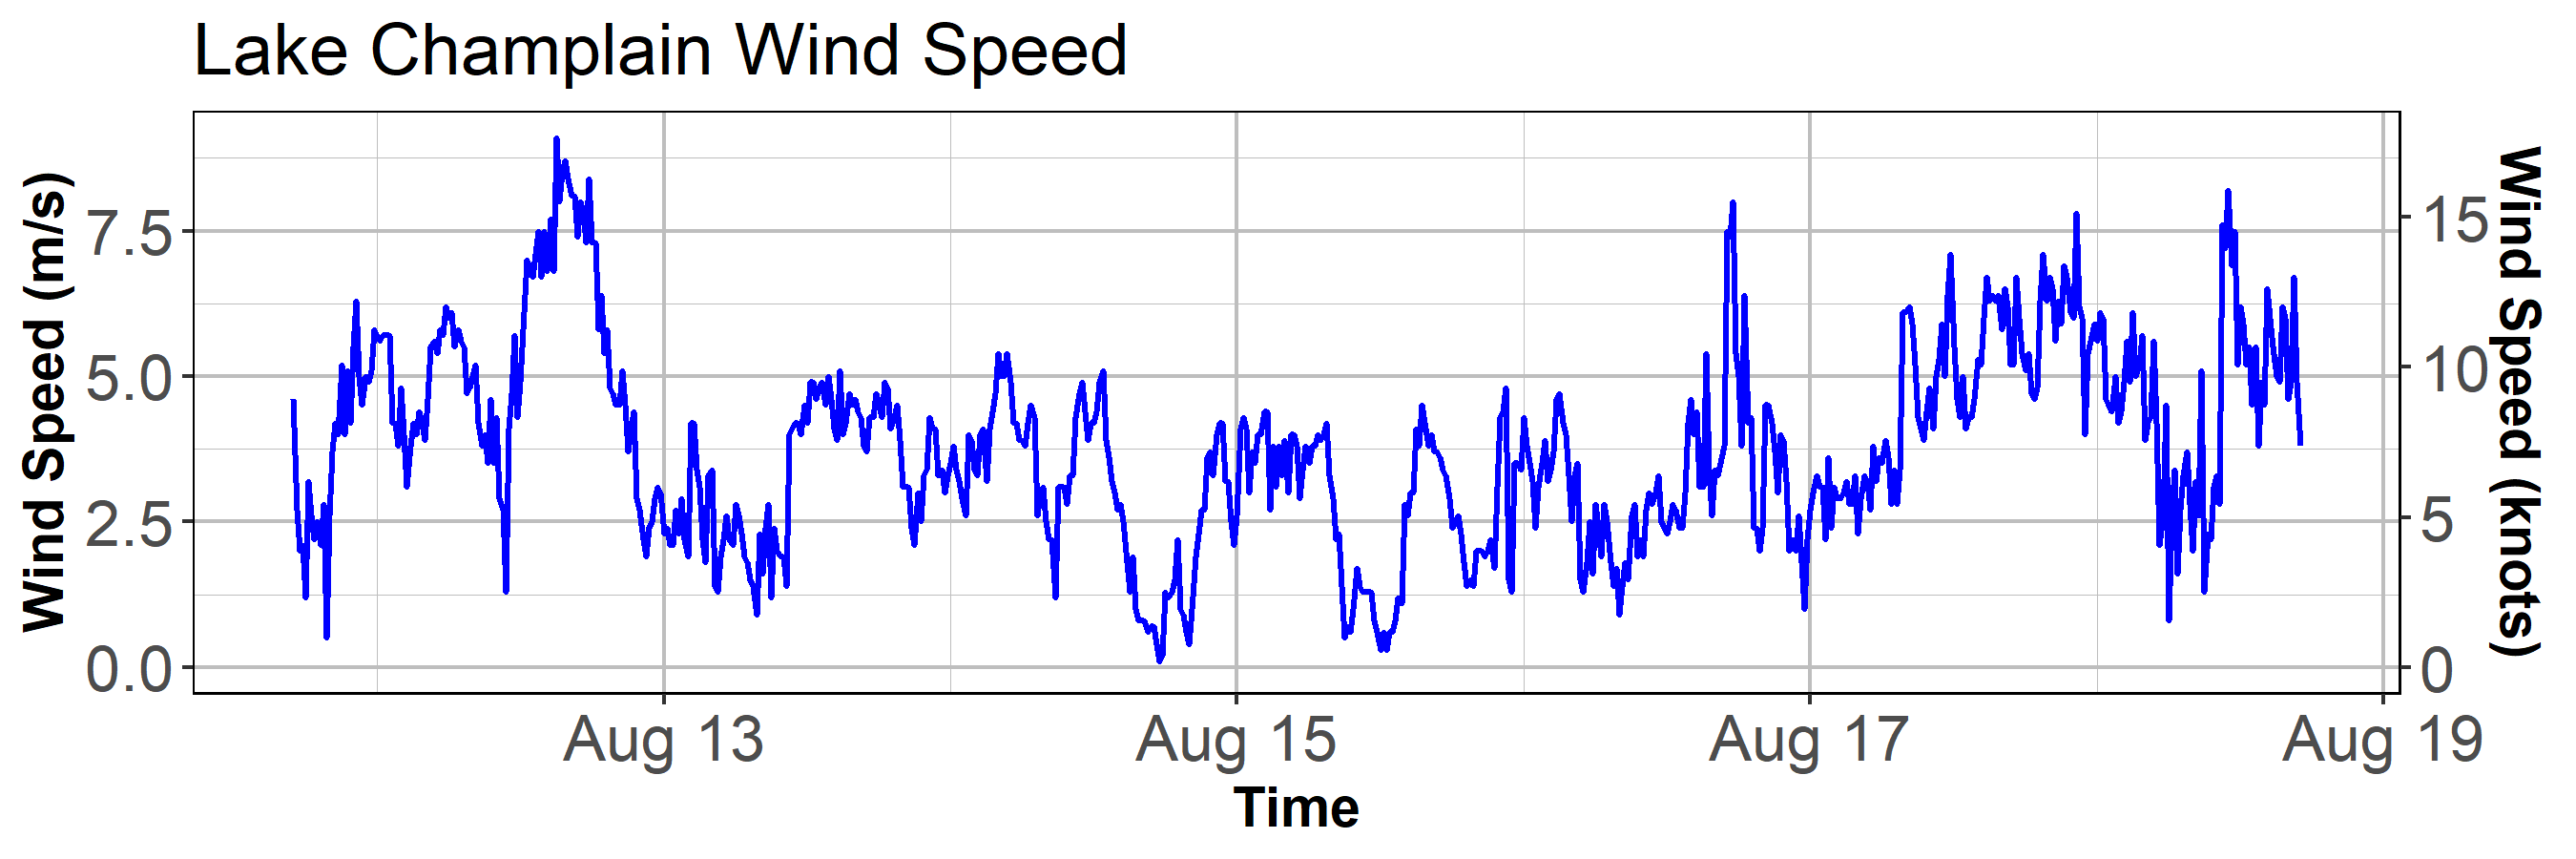 Lake Champlain Wind Speed
Wind Speed (m/s)
7.5
5.0
2.5
0.0
15
10
5
0
Wind Speed (knots)
Aug 13
Aug 15
Aug 17
Aug 19
Time